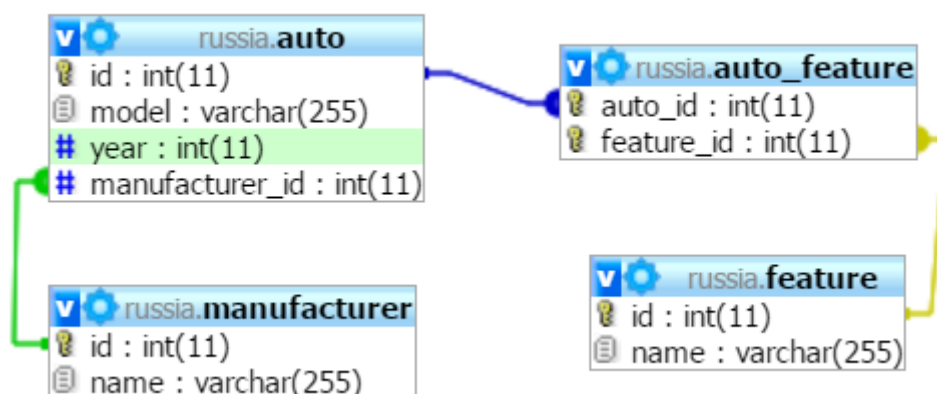 russia.auto
id : int(11)
model : varchar(255)
# year : int(11)
# manufacturer_id : int(11)
russia.auto_feature
auto_id : int(11)
feature_id : int(11)
russia.manufacturer
id : int(11)
name : varchar(255)
russia.feature
id : int(11)
name : varchar(255)